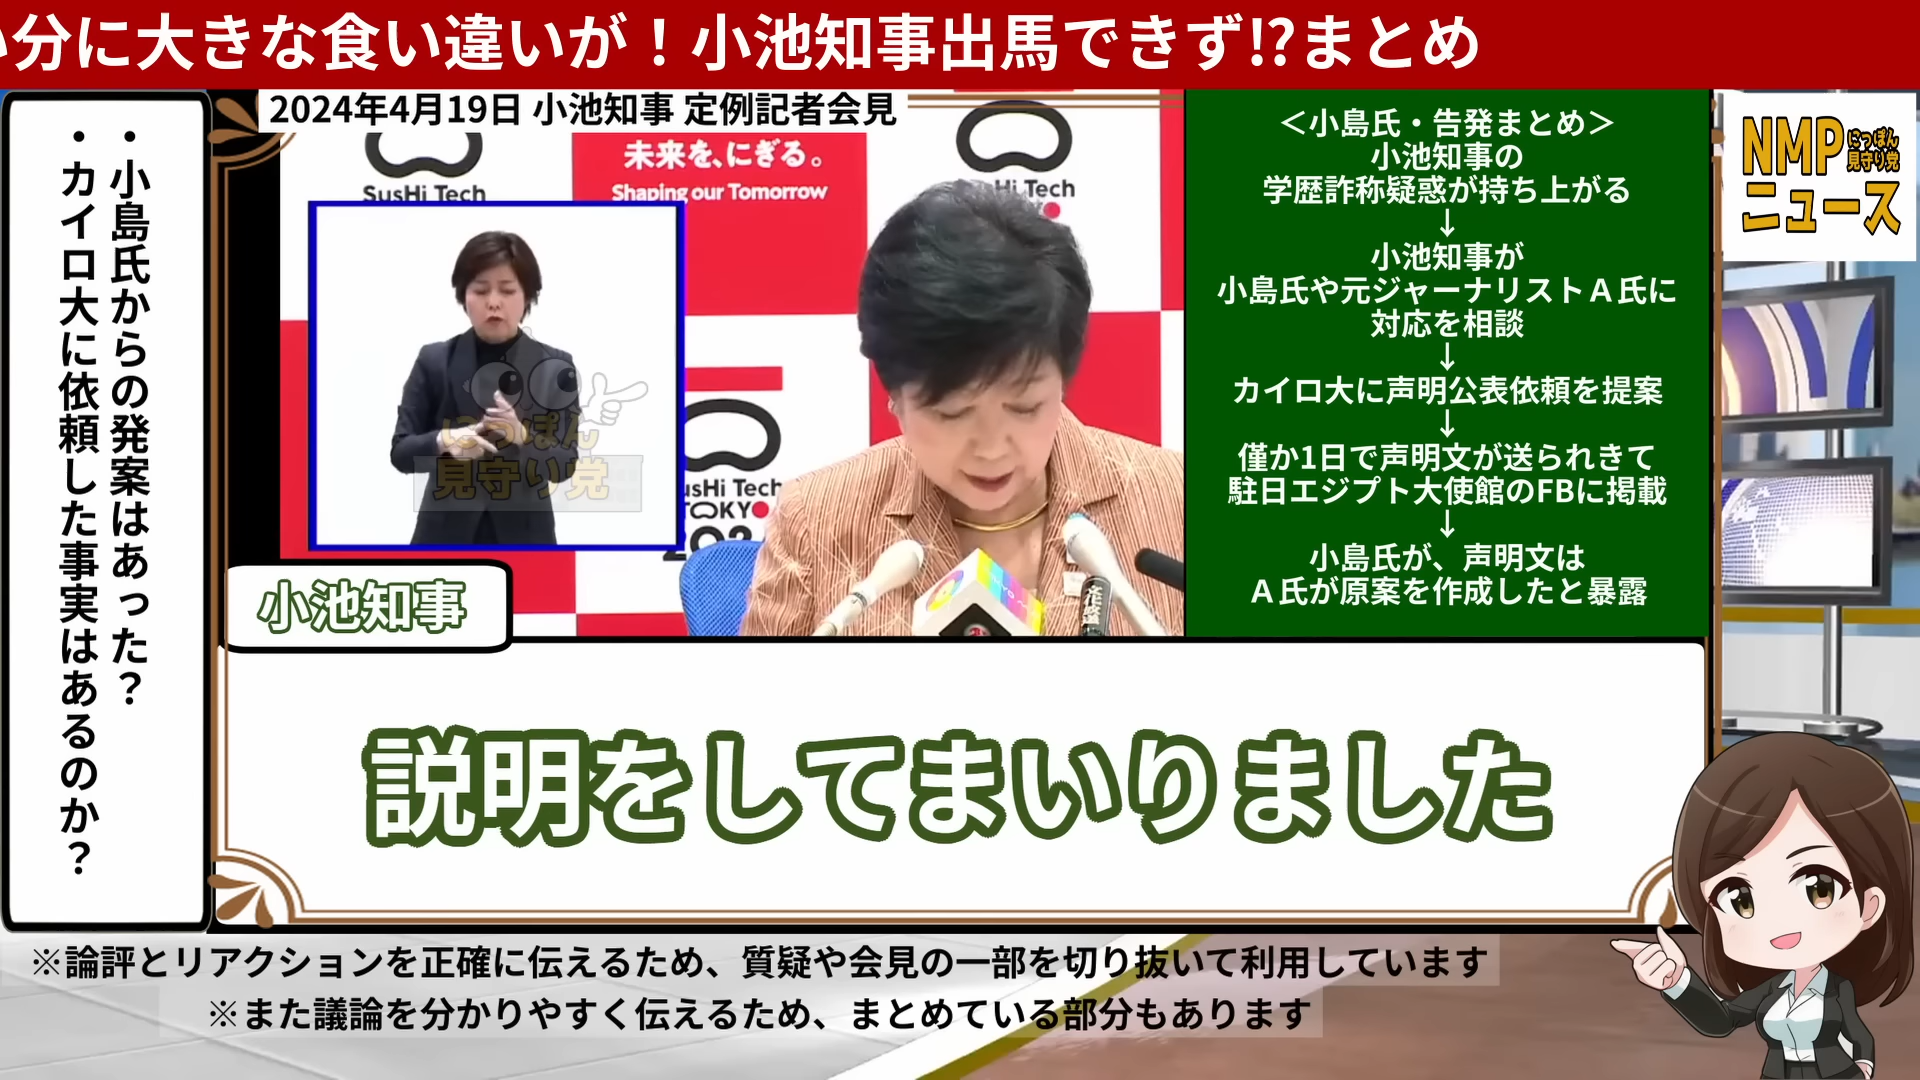 分に大きな食い違いが！小池知事出馬できず⁉まとめ
2024年4月19日 小池知事 定例記者会見
・小島氏からの発案はあった？
・カイロ大に依頼した事実はあるのか？
未来を、にぎる。
Shaping our Tomorrow
SusHi Tech
Hi Tech
usHi Tech
TOKYO
202
にっぽん
見守り党
小池知事
＜小島氏・告発まとめ＞
小池知事の
学歴詐称疑惑が持ち上がる
↓
小池知事が
小島氏や元ジャーナリストＡ氏に
対応を相談
↓
カイロ大に声明公表依頼を提案
↓
僅か1日で声明文が送られきて
駐日エジプト大使館のFBに掲載
↓
小島氏が、声明文は
Ａ氏が原案を作成したと暴露
NMPにっぽん見守り党
ニュース
文化放送
説明をしてまいりました
※論評とリアクションを正確に伝えるため、質疑や会見の一部を切り抜いて利用しています
※また議論を分かりやすく伝えるため、まとめている部分もあります